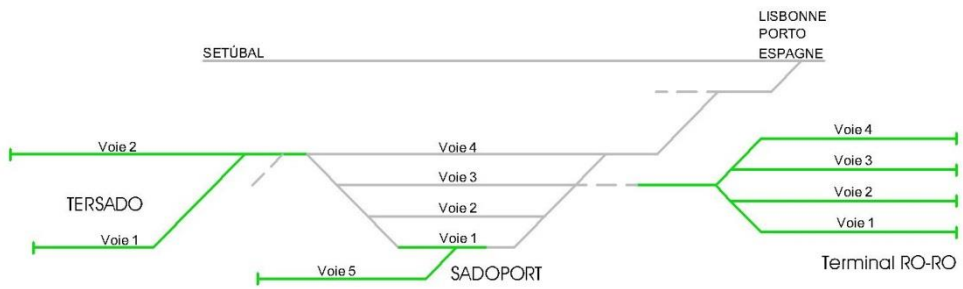 LISBONNE
PORTO
SETÚBAL
ESPAGNE
Voie 4
Voie 2
Voie 4
Voie 3
Voie 3
Voie 2
TERSADO
Voie 2
Voie 1
Voie 1
Voie 1
Voie 5
SADOPORT
Terminal RO-RO